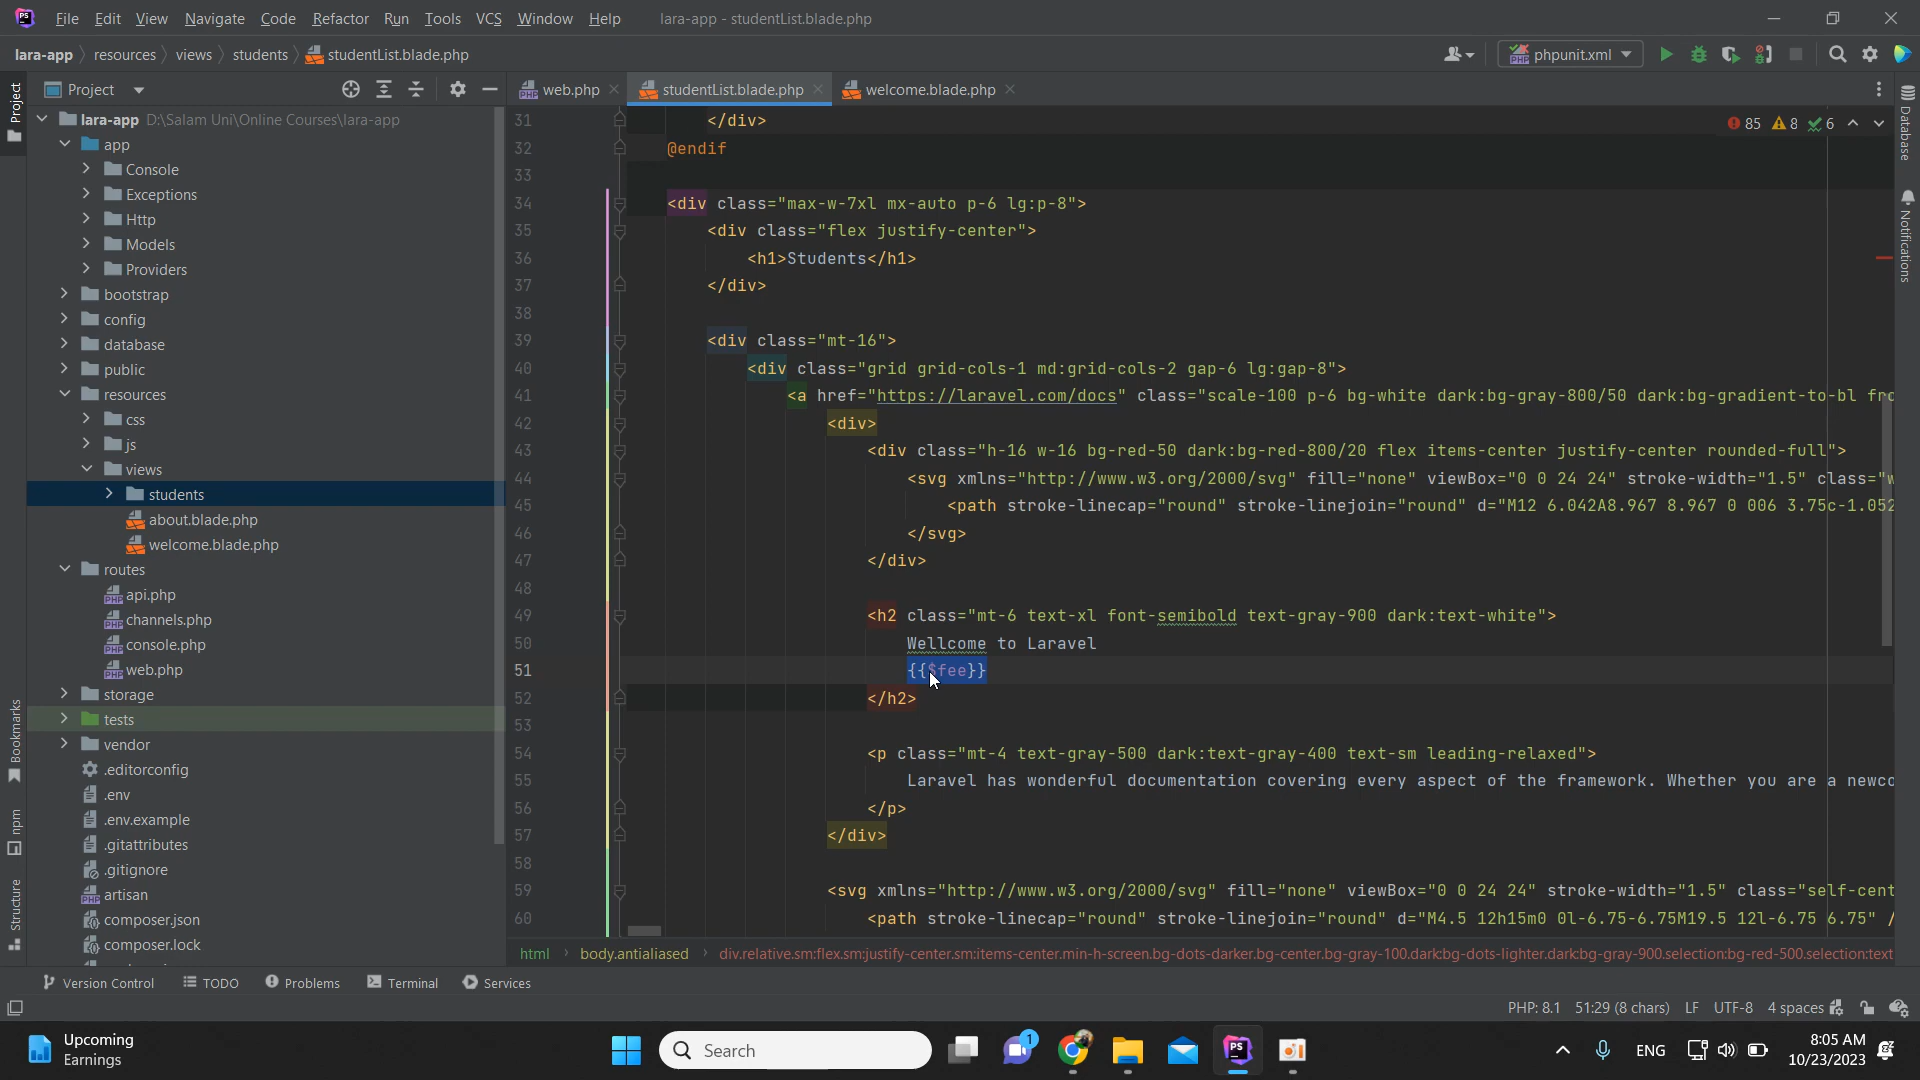 File Edit View Navigate Code Refactor Run Tools VCS Window Help lara-app - studentList.blade.php
lara-app resources views students studentList.blade.php
phpunit.xml
Project
web.php studentList.blade.php welcome.blade.php
85 8 6
lara-app D:\Salam Uni\Online Courses\lara-app
app
Console
Exceptions
Http
Models
Providers
bootstrap
config
database
public
resources
css
js
views
students
about.blade.php
welcome.blade.php
routes
api.php
channels.php
console.php
web.php
storage
tests
vendor
.editorconfig
.env
.env.example
.gitattributes
.gitignore
artisan
composer.json
composer.lock
Project
Bookmarks
npm
Structure
Database
Notifications
31 </div>
32 @endif
33
34 <div class="max-w-7xl mx-auto p-6 lg:p-8">
35 <div class="flex justify-center">
36 <h1>Students</h1>
37 </div>
38
39 <div class="mt-16">
40 <div class="grid grid-cols-1 md:grid-cols-2 gap-6 lg:gap-8">
41 <a href="https://laravel.com/docs" class="scale-100 p-6 bg-white dark:bg-gray-800/50 dark:bg-gradient-to-bl fro
42 <div>
43 <div class="h-16 w-16 bg-red-50 dark:bg-red-800/20 flex items-center justify-center rounded-full">
44 <svg xmlns="http://www.w3.org/2000/svg" fill="none" viewBox="0 0 24 24" stroke-width="1.5" class="w
45 <path stroke-linecap="round" stroke-linejoin="round" d="M12 6.042A8.967 8.967 0 006 3.75c-1.052
46 </svg>
47 </div>
48
49 <h2 class="mt-6 text-xl font-semibold text-gray-900 dark:text-white">
50 Wellcome to Laravel
51 {{$fee}}
52 </h2>
53
54 <p class="mt-4 text-gray-500 dark:text-gray-400 text-sm leading-relaxed">
55 Laravel has wonderful documentation covering every aspect of the framework. Whether you are a newco
56 </p>
57 </div>
58
59 <svg xmlns="http://www.w3.org/2000/svg" fill="none" viewBox="0 0 24 24" stroke-width="1.5" class="self-cent
60 <path stroke-linecap="round" stroke-linejoin="round" d="M4.5 12h15m0 0l-6.75-6.75M19.5 12l-6.75 6.75" /
html body.antialiased div.relative.sm:flex.sm:justify-center.sm:items-center.min-h-screen.bg-dots-darker.bg-center.bg-gray-100.dark:bg-dots-lighter.dark:bg-gray-900.selection:bg-red-500.selection:text
Version Control TODO Problems Terminal Services
PHP: 8.1 51:29 (8 chars) LF UTF-8 4 spaces
Upcoming
Earnings
Search
1
PS
ENG
8:05 AM
10/23/2023